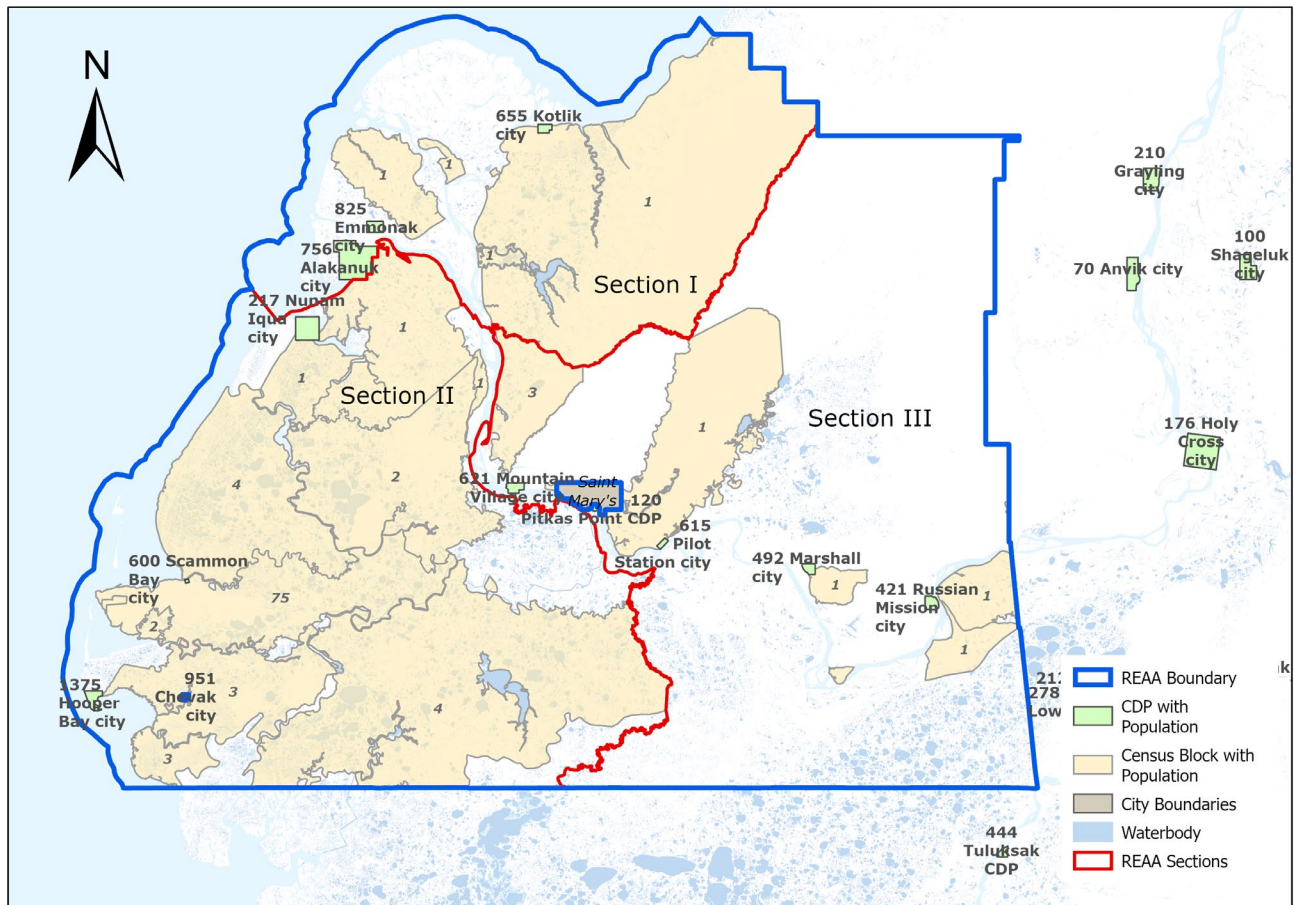 N
655 Kotlik
city
210
Grayling
city
1
1
1
825
Emmonak
city
756
Alakanuk
city
100
Shageluk
city
70 Anvik city
1
Section I
217 Nunam
Iqua
city
1
1
Section II
1
3
1
Section III
176 Holy
Cross
city
4
2
621 Mountain
Village city
Saint
Mary's
120
Pitkas Point CDP
615
Pilot
Station city
600 Scammon
Bay
city
492 Marshall
city
1
421 Russian
Mission
city
1
1
75
2
1375
Hooper
Bay city
951
Chevak
city
3
4
3
278
Low
REAA Boundary
CDP with
Population
Census Block with
Population
City Boundaries
Waterbody
REAA Sections
444
Tuluksak
CDP